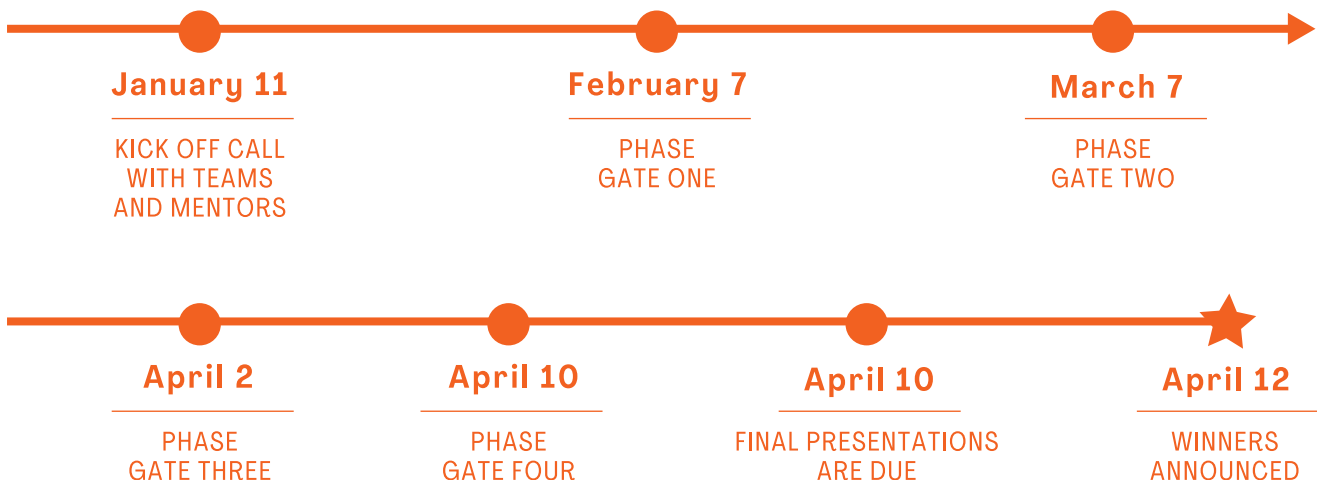 January 11
KICK OFF CALL
WITH TEAMS
AND MENTORS
February 7
PHASE
GATE ONE
March 7
PHASE
GATE TWO
April 2
PHASE
GATE THREE
April 10
PHASE
GATE FOUR
April 10
FINAL PRESENTATIONS
ARE DUE
April 12
WINNERS
ANNOUNCED